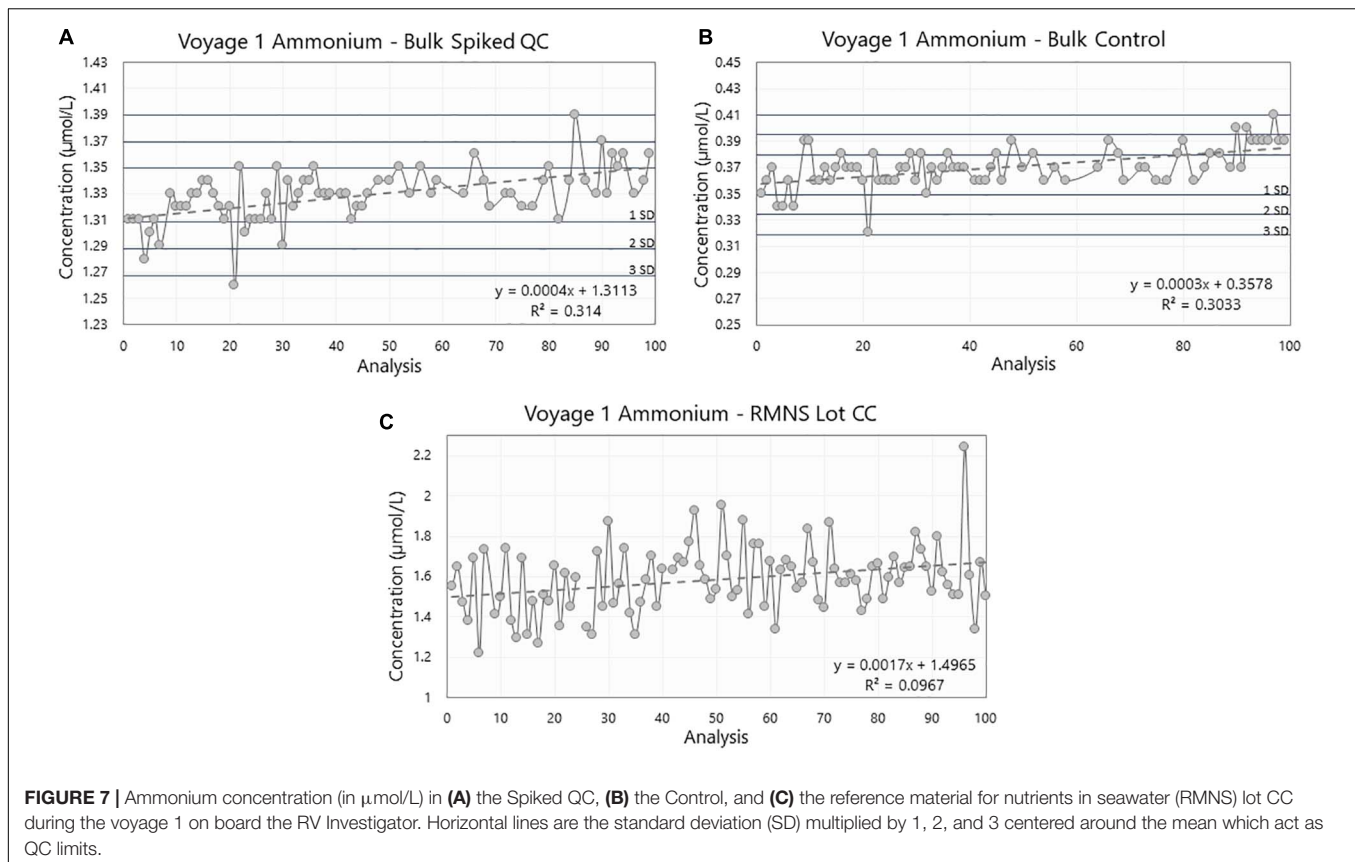 A
Voyage 1 Ammonium - Bulk Spiked QC
Concentration (µmol/L)
1.43
1.41
1.39
1.37
1.35
1.33
1.31
1.29
1.27
1.25
1.23
1 SD
2 SD
3 SD
y = 0.0004x + 1.3113
R² = 0.314
0 10 20 30 40 50 60 70 80 90 100
Analysis
B
Voyage 1 Ammonium - Bulk Control
Concentration (µmol/L)
0.45
0.43
0.41
0.39
0.37
0.35
0.33
0.31
0.29
0.27
0.25
1 SD
2 SD
3 SD
y = 0.0003x + 0.3578
R² = 0.3033
0 20 40 60 80 100
Analysis
C
Voyage 1 Ammonium - RMNS Lot CC
Concentration (µmol/L)
2.2
2
1.8
1.6
1.4
1.2
1
y = 0.0017x + 1.4965
R² = 0.0967
0 10 20 30 40 50 60 70 80 90 100
Analysis
FIGURE 7 | Ammonium concentration (in µmol/L) in (A) the Spiked QC, (B) the Control, and (C) the reference material for nutrients in seawater (RMNS) lot CC
during the voyage 1 on board the RV Investigator. Horizontal lines are the standard deviation (SD) multiplied by 1, 2, and 3 centered around the mean which act as
QC limits.